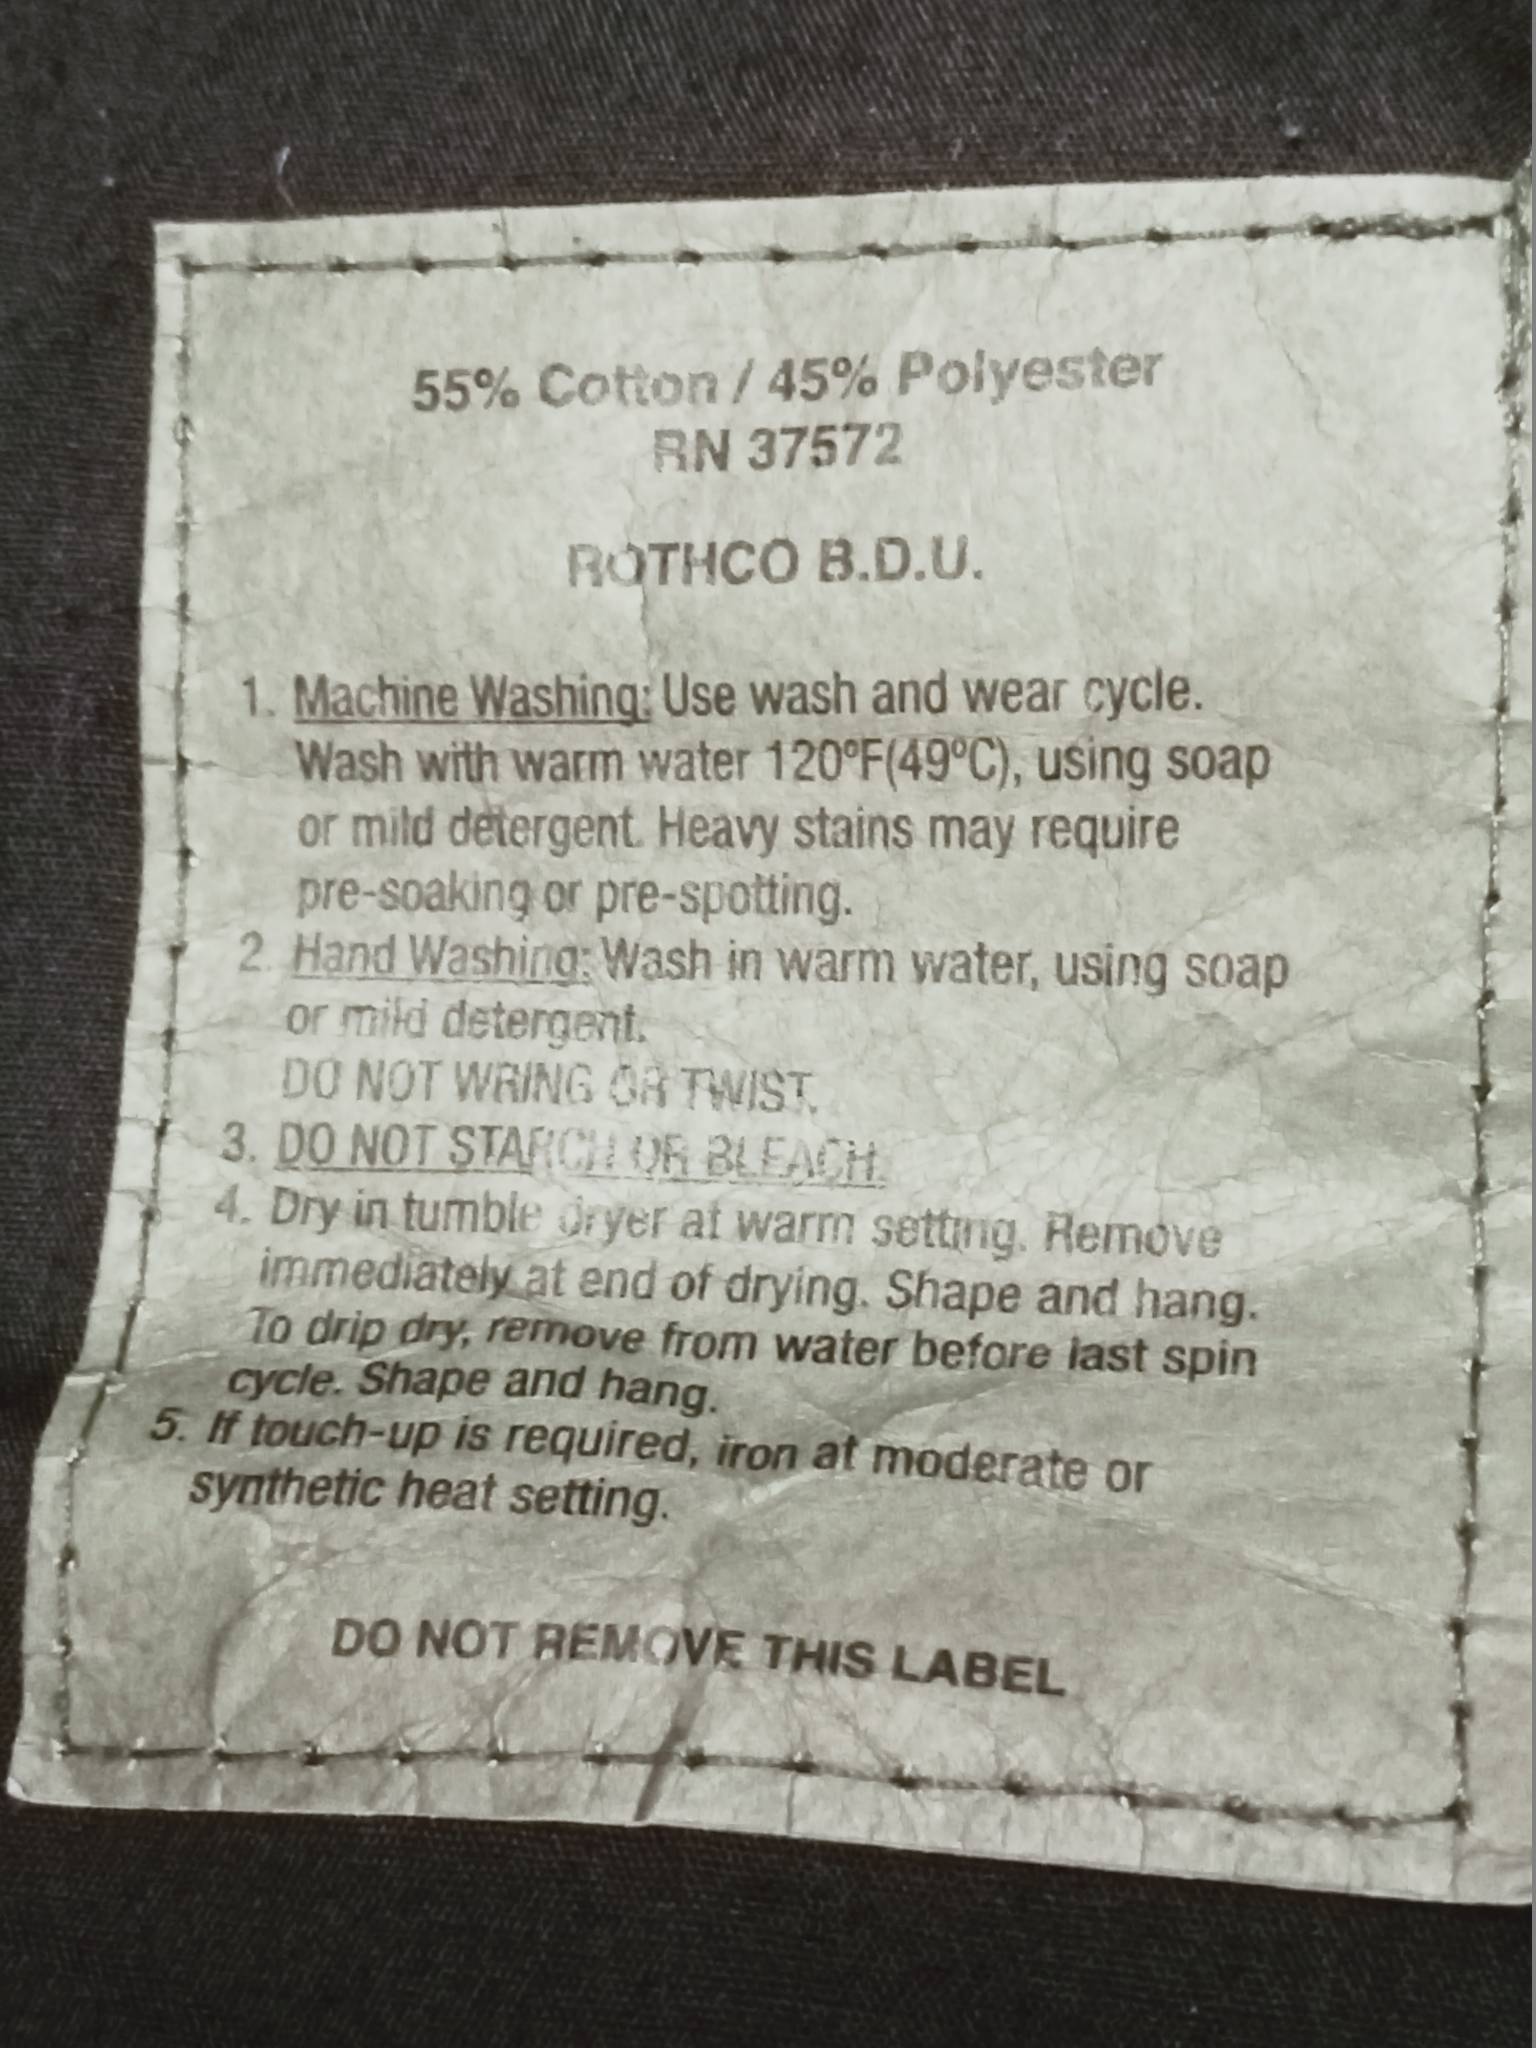 55% Cotton / 45% Polyester
RN 37572
ROTHCO B.D.U.
1. Machine Washing: Use wash and wear cycle.
Wash with warm water 120ºF(49ºC), using soap
or mild detergent. Heavy stains may require
pre-soaking or pre-spotting.
2. Hand Washing: Wash in warm water, using soap
or mild detergent.
DO NOT WRING OR TWIST.
3. DO NOT STARCH OR BLEACH.
4. Dry in tumble dryer at warm setting. Remove
immediately at end of drying. Shape and hang.
To drip dry, remove from water before last spin
cycle. Shape and hang.
5. If touch-up is required, iron at moderate or
synthetic heat setting.
DO NOT REMOVE THIS LABEL